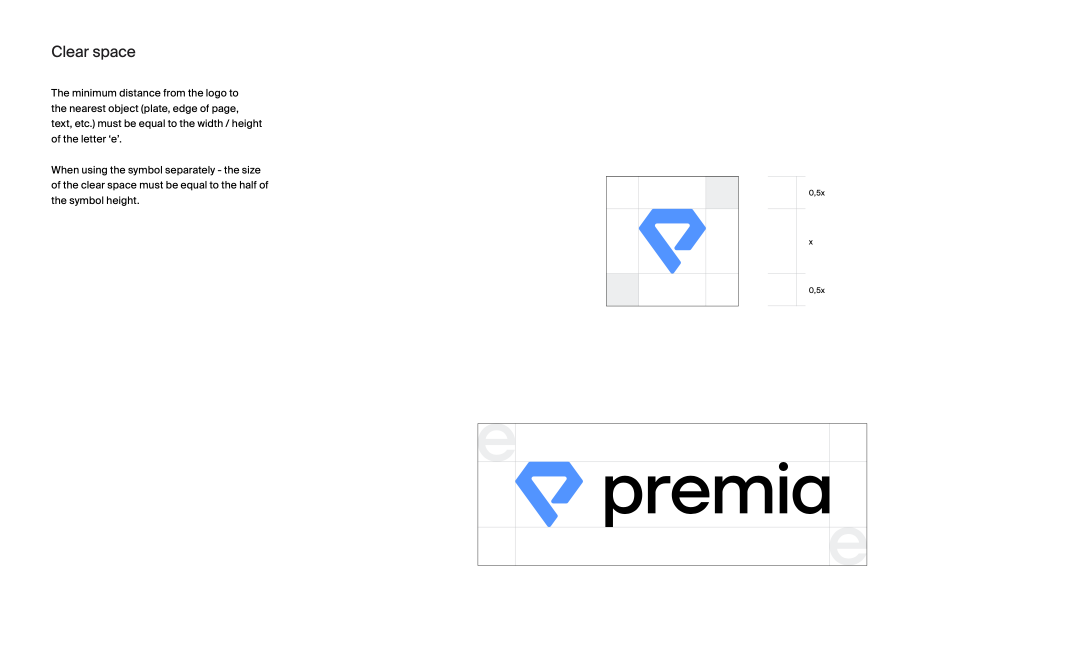 Clear space
The minimum distance from the logo to
the nearest object (plate, edge of page,
text, etc.) must be equal to the width / height
of the letter ‘e’.
When using the symbol separately - the size
of the clear space must be equal to the half of
the symbol height.
0,5x
x
0,5x
e
premia
e